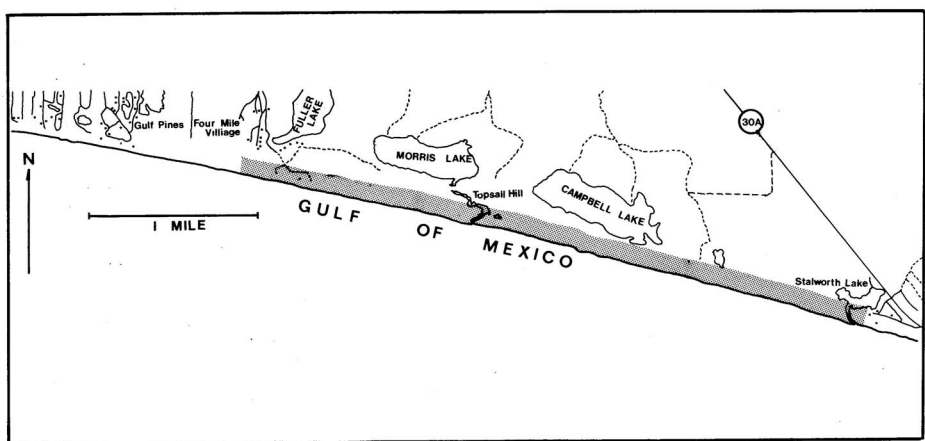 30A
Gulf Pines
Four Mile
Villiage
FULLER
LAKE
N
MORRIS LAKE
Topsail Hill
CAMPBELL LAKE
1 MILE
GULF
OF
MEXICO
Stalworth Lake